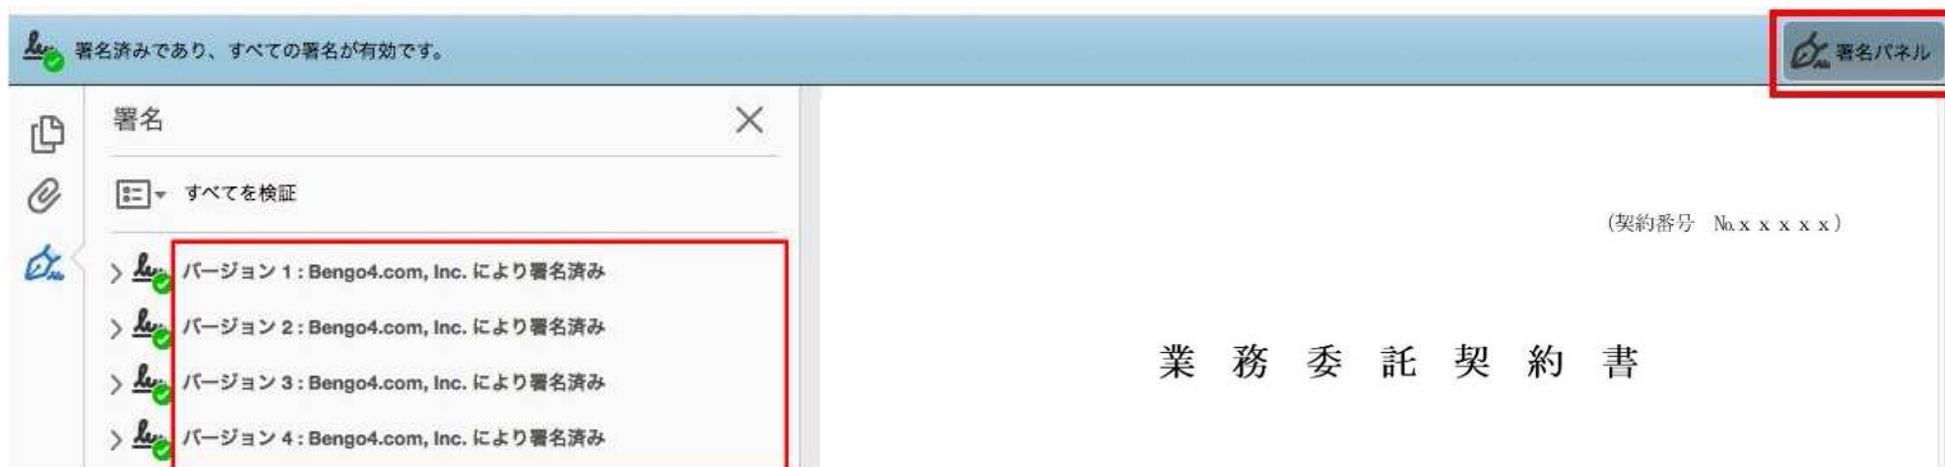 署名済みであり、すべての署名が有効です。
署名パネル
署名
すべてを検証
バージョン 1 : Bengo4.com, Inc. により署名済み
バージョン 2 : Bengo4.com, Inc. により署名済み
バージョン 3 : Bengo4.com, Inc. により署名済み
バージョン 4 : Bengo4.com, Inc. により署名済み
(契約番号　№ｘｘｘｘｘ)
業 務 委 託 契 約 書